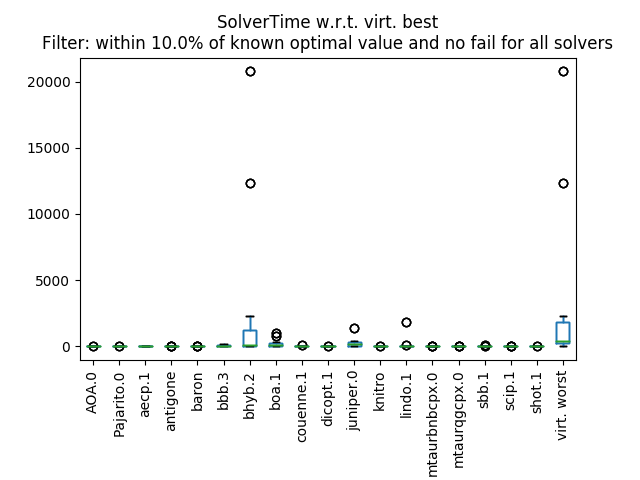 SolverTime w.r.t. virt. best
Filter: within 10.0% of known optimal value and no fail for all solvers
20000
15000
10000
5000
0
AOA.0
Pajarito.0
aecp.1
antigone
baron
bbb.3
bhyb.2
boa.1
couenne.1
dicopt.1
juniper.0
knitro
lindo.1
mtaurbnbcpx.0
mtaurqgcpx.0
sbb.1
scip.1
shot.1
virt. worst